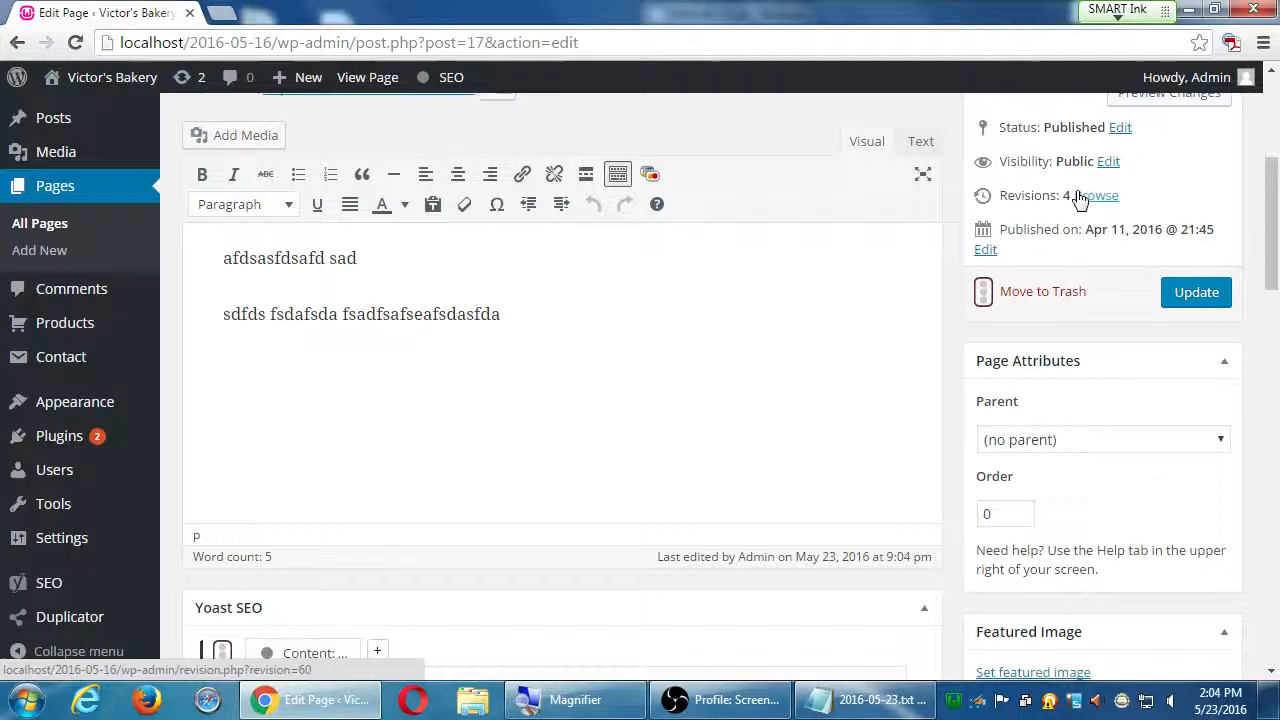 Edit Page ‹ Victor's Bakery
SMART Ink
localhost/2016-05-16/wp-admin/post.php?post=17&action=edit
Victor's Bakery 2 0 New View Page SEO Howdy, Admin
Posts
Media
Pages
All Pages
Add New
Comments
Products
Contact
Appearance
Plugins 2
Users
Tools
Settings
SEO
Duplicator
Collapse menu
Add Media
Visual Text
B I ABC
Paragraph
U A Ω
afdsasfdsafd sad
sdfds fsdafsda fsadfsafseafsdasfda
p
Word count: 5 Last edited by Admin on May 23, 2016 at 9:04 pm
Yoast SEO
Content: ... +
Preview Changes
Status: Published Edit
Visibility: Public Edit
Revisions: 4 Browse
Published on: Apr 11, 2016 @ 21:45
Edit
Move to Trash Update
Page Attributes
Parent
(no parent)
Order
0
Need help? Use the Help tab in the upper
right of your screen.
Featured Image
Set featured image
localhost/2016-05-16/wp-admin/revision.php?revision=60
Edit Page ‹ Vic... Magnifier Profile: Screen... 2016-05-23.txt ...
2:04 PM
5/23/2016